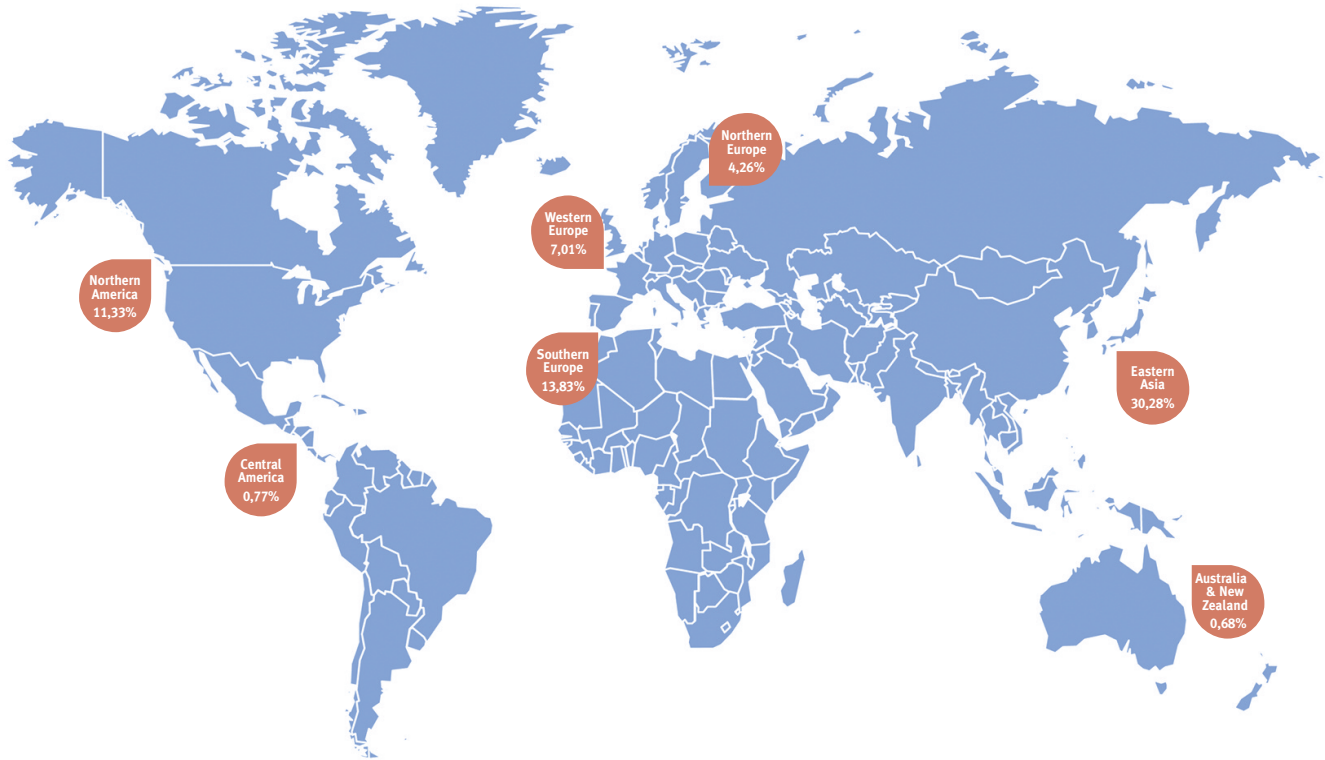 Northern
Europe
4,26%
Western
Europe
7,01%
Northern
America
11,33%
Southern
Europe
13,83%
Eastern
Asia
30,28%
Central
America
0,77%
Australia
& New
Zealand
0,68%